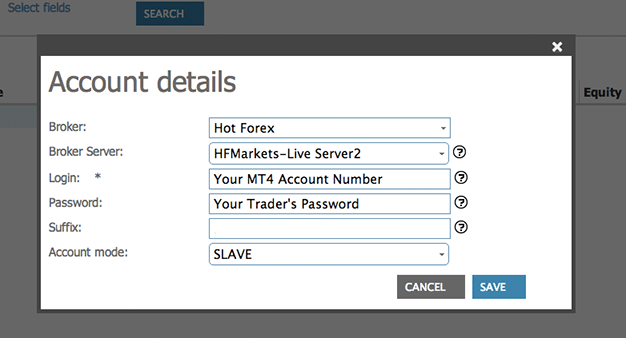 Select fields
SEARCH
e
Equity
Account details
Broker:
Hot Forex
Broker Server:
HFMarkets-Live Server2
Login: *
Your MT4 Account Number
Password:
Your Trader's Password
Suffix:
Account mode:
SLAVE
CANCEL
SAVE